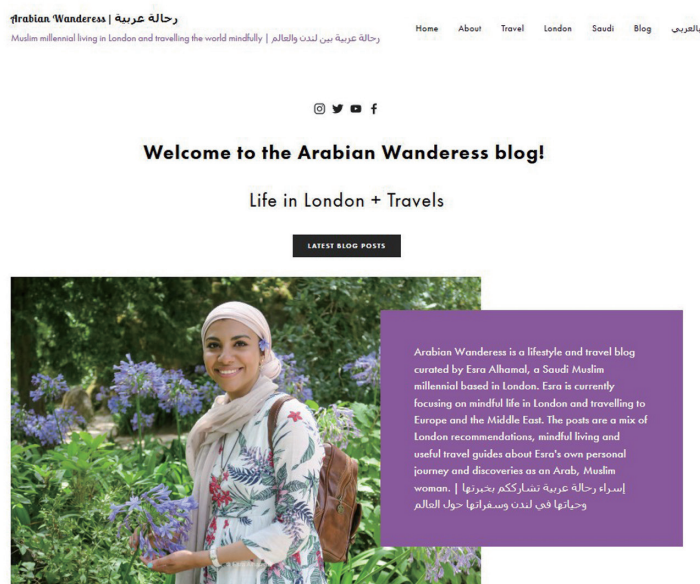 Arabian Wanderess | رحالة عربية
Muslim millennial living in London and travelling the world mindfully | رحالة عربية بين لندن والعالم
Home About Travel London Saudi Blog بالعربي
Welcome to the Arabian Wanderess blog!
Life in London + Travels
LATEST BLOG POSTS
Arabian Wanderess is a lifestyle and travel blog
curated by Esra Alhamal, a Saudi Muslim
millennial based in London. Esra is currently
focusing on mindful life in London and travelling to
Europe and the Middle East. The posts are a mix of
London recommendations, mindful living and
useful travel guides about Esra's own personal
journey and discoveries as an Arab, Muslim
woman. | إسراء رحالة عربية تشارككم بخبرتها
وحياتها في لندن وسفراتها حول العالم